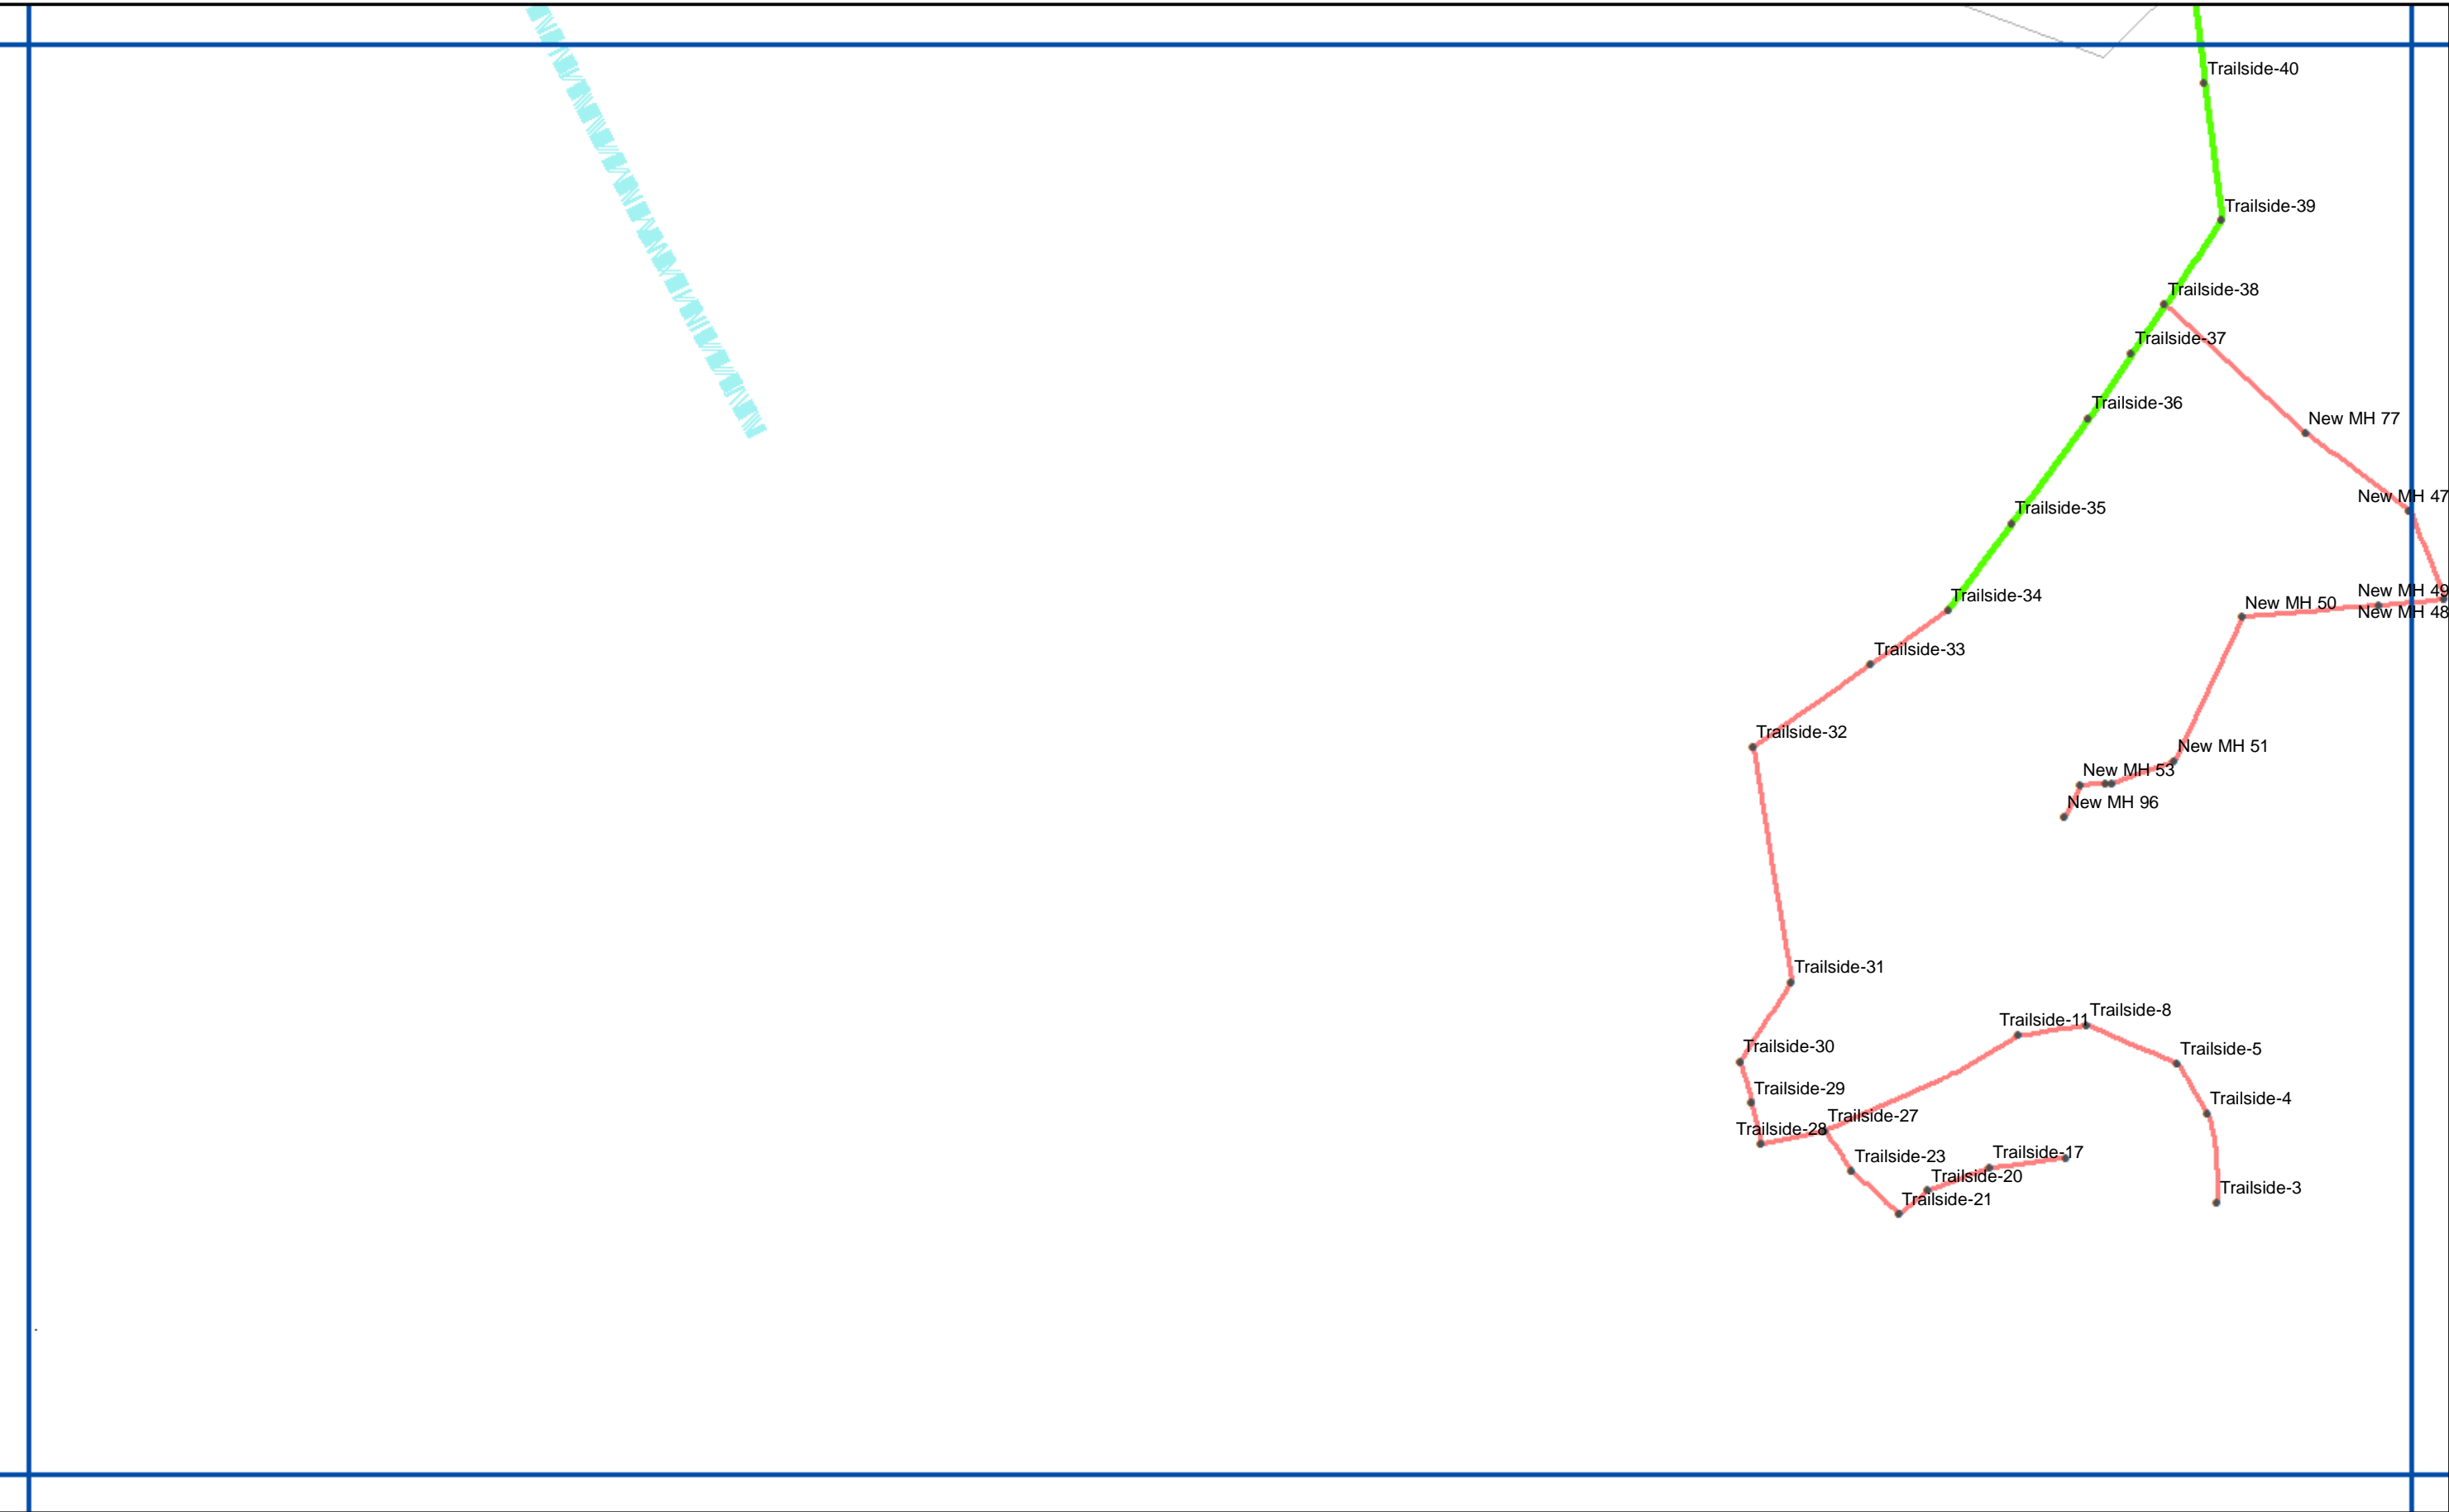 Trailside-40
Trailside-39
Trailside-38
Trailside-37
Trailside-36
New MH 77
New MH 47
Trailside-35
New MH 49
Trailside-34
New MH 50
New MH 48
Trailside-33
Trailside-32
New MH 51
New MH 53
New MH 96
Trailside-31
Trailside-8
Trailside-11
Trailside-30
Trailside-5
Trailside-29
Trailside-4
Trailside-27
Trailside-28
Trailside-17
Trailside-23
Trailside-20
Trailside-3
Trailside-21